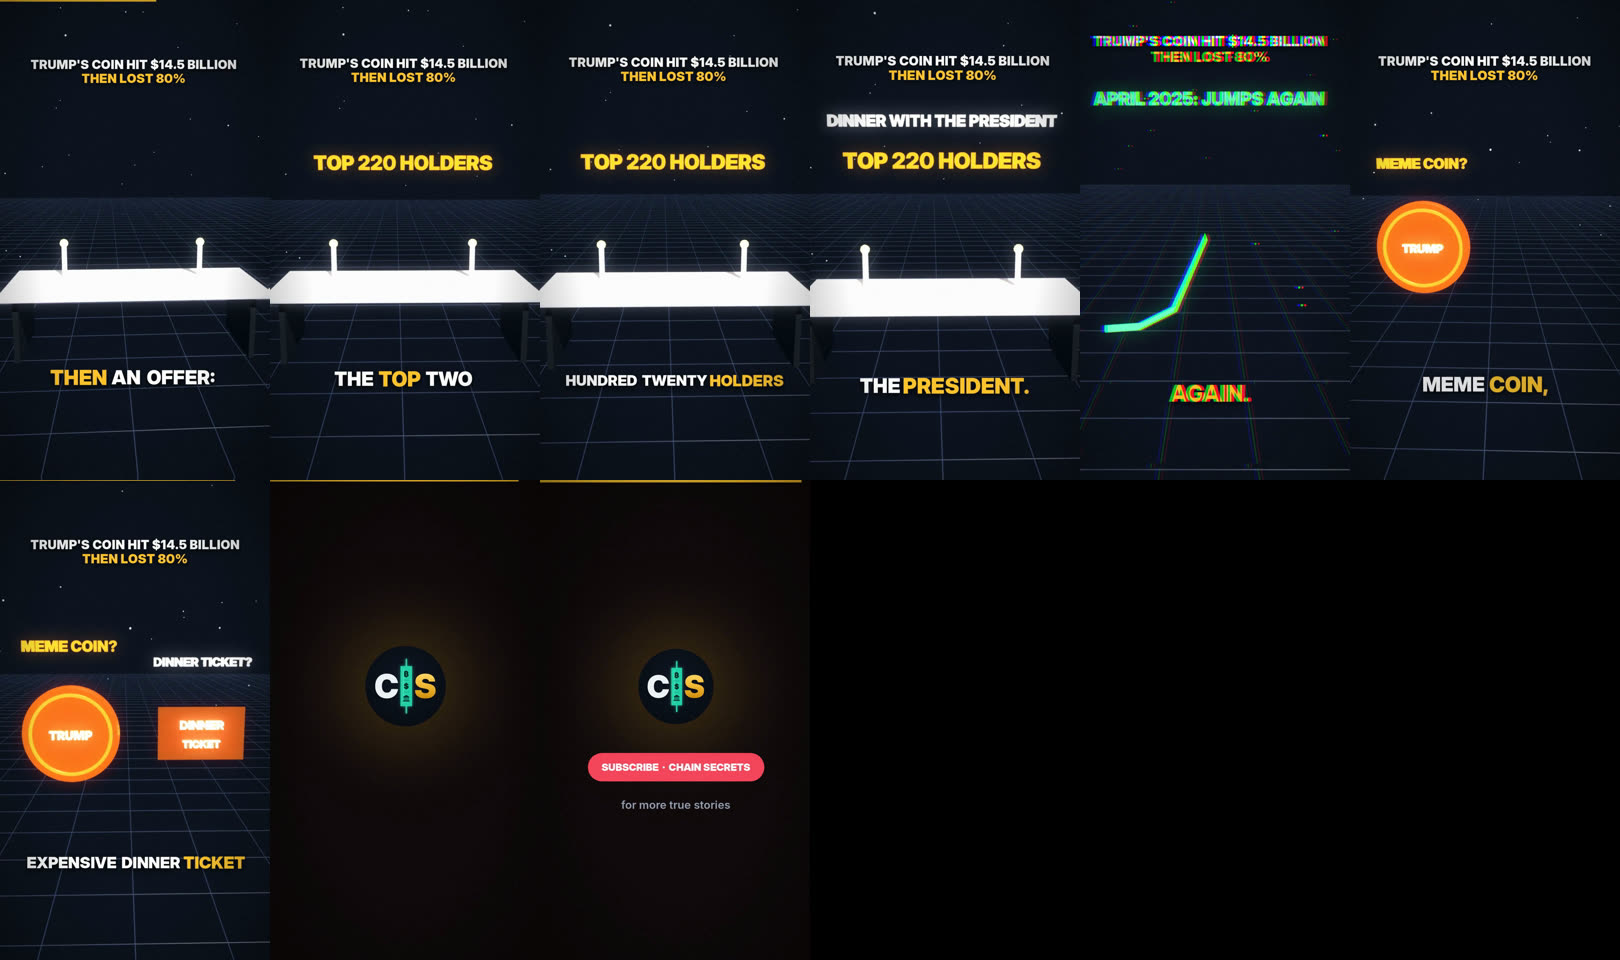 TRUMP'S COIN HIT $14.5 BILLION
THEN LOST 80%
THEN AN OFFER:
TRUMP'S COIN HIT $14.5 BILLION
THEN LOST 80%
TOP 220 HOLDERS
THE TOP TWO
TRUMP'S COIN HIT $14.5 BILLION
THEN LOST 80%
TOP 220 HOLDERS
HUNDRED TWENTY HOLDERS
TRUMP'S COIN HIT $14.5 BILLION
THEN LOST 80%
DINNER WITH THE PRESIDENT
TOP 220 HOLDERS
THE PRESIDENT.
TRUMP'S COIN HIT $14.5 BILLION
THEN LOST 80%
APRIL 2025: JUMPS AGAIN
AGAIN.
TRUMP'S COIN HIT $14.5 BILLION
THEN LOST 80%
MEME COIN?
TRUMP
MEME COIN,
TRUMP'S COIN HIT $14.5 BILLION
THEN LOST 80%
MEME COIN?
DINNER TICKET?
TRUMP
DINNER
TICKET
EXPENSIVE DINNER TICKET
C S
C S
SUBSCRIBE · CHAIN SECRETS
for more true stories